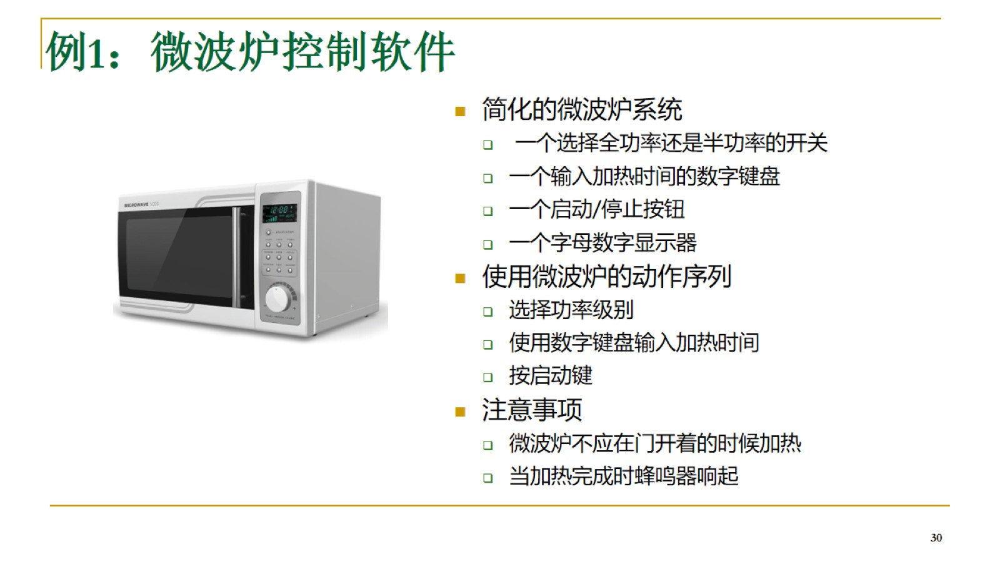 例1：微波炉控制软件
MICROWAVE 5000
12:00
简化的微波炉系统
一个选择全功率还是半功率的开关
一个输入加热时间的数字键盘
一个启动/停止按钮
一个字母数字显示器
使用微波炉的动作序列
选择功率级别
使用数字键盘输入加热时间
按启动键
注意事项
微波炉不应在门开着的时候加热
当加热完成时蜂鸣器响起
30